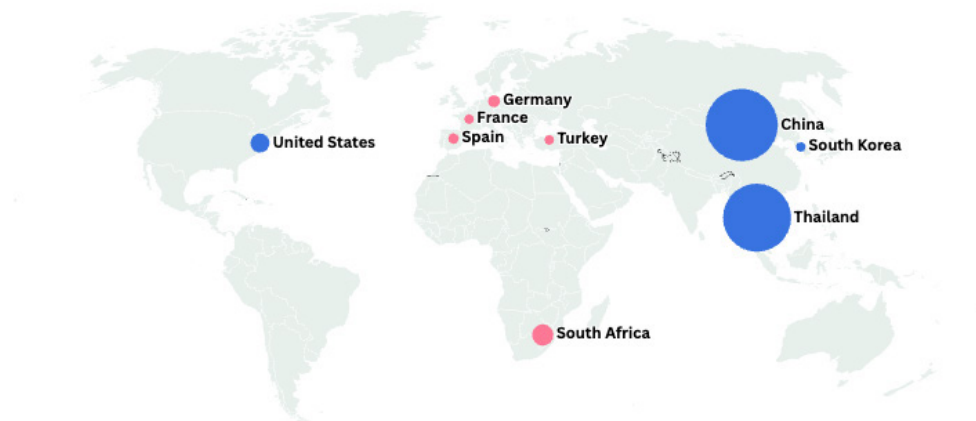 Germany
France
Spain
Turkey
United States
China
South Korea
Thailand
South Africa